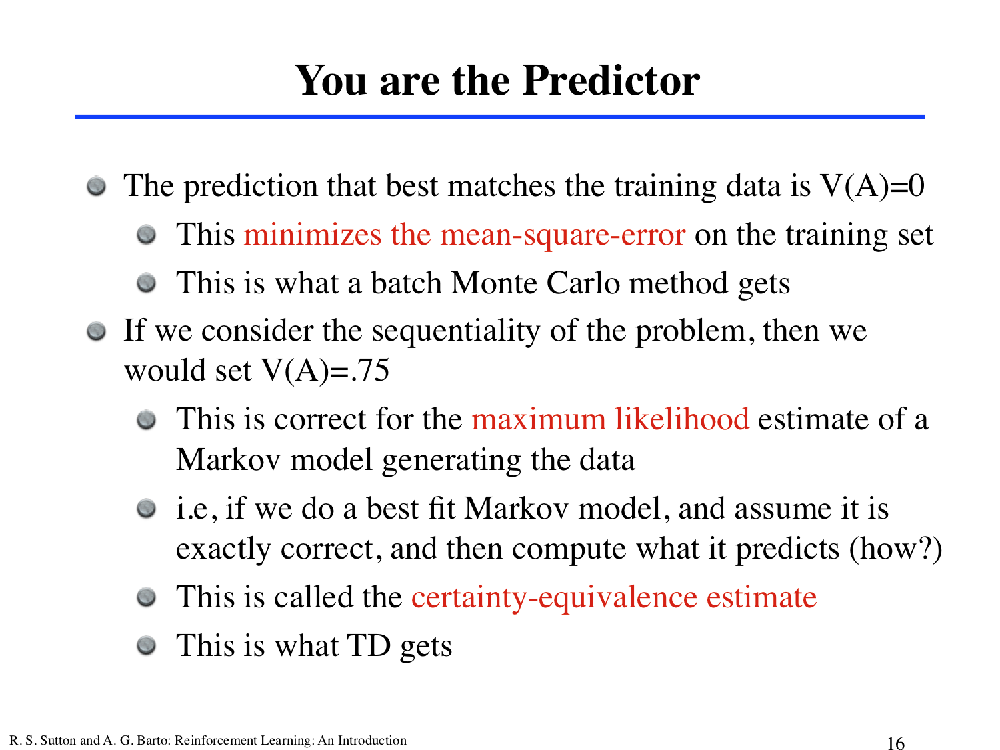 You are the Predictor
The prediction that best matches the training data is V(A)=0
This minimizes the mean-square-error on the training set
This is what a batch Monte Carlo method gets
If we consider the sequentiality of the problem, then we
would set V(A)=.75
This is correct for the maximum likelihood estimate of a
Markov model generating the data
i.e, if we do a best fit Markov model, and assume it is
exactly correct, and then compute what it predicts (how?)
This is called the certainty-equivalence estimate
This is what TD gets
R. S. Sutton and A. G. Barto: Reinforcement Learning: An Introduction
16